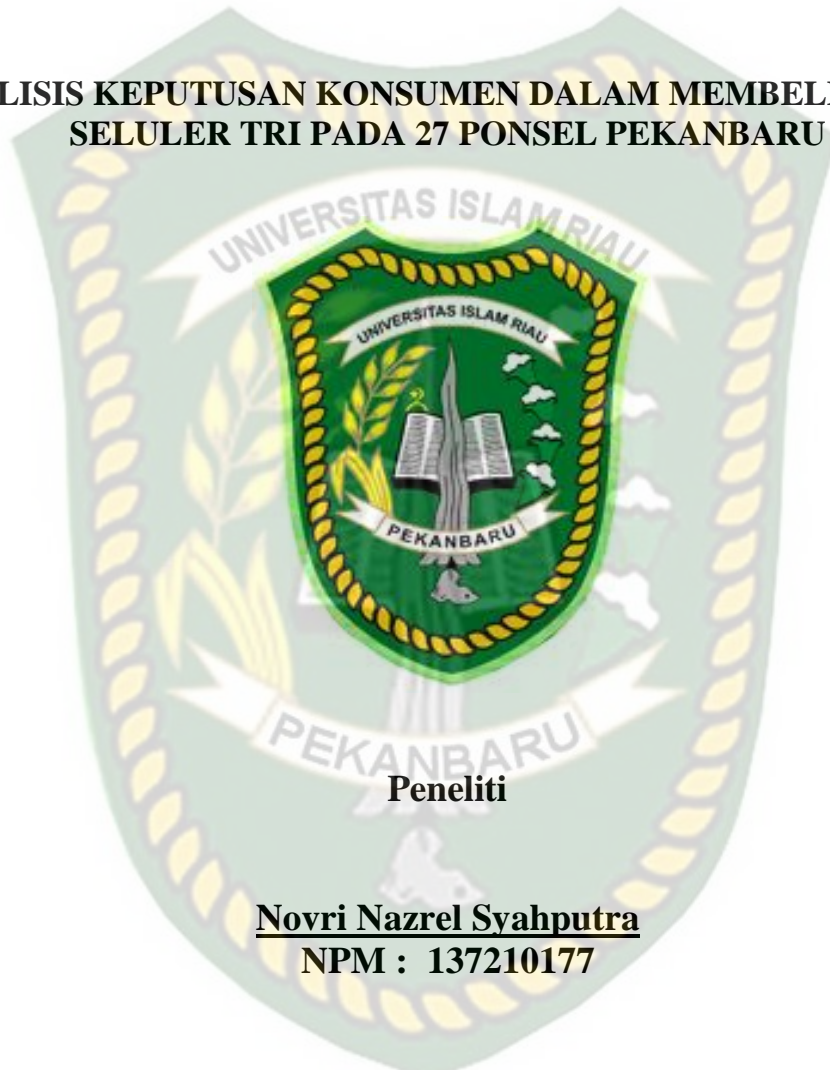 LISIS KEPUTUSAN KONSUMEN DALAM MEMBELI
SELULER TRI PADA 27 PONSEL PEKANBARU
UNIVERSITAS ISLAM RIAU
UNIVERSITAS ISLAM RIAU
PEKANBARU
PEKANBARU
Peneliti
Novri Nazrel Syahputra
NPM : 137210177